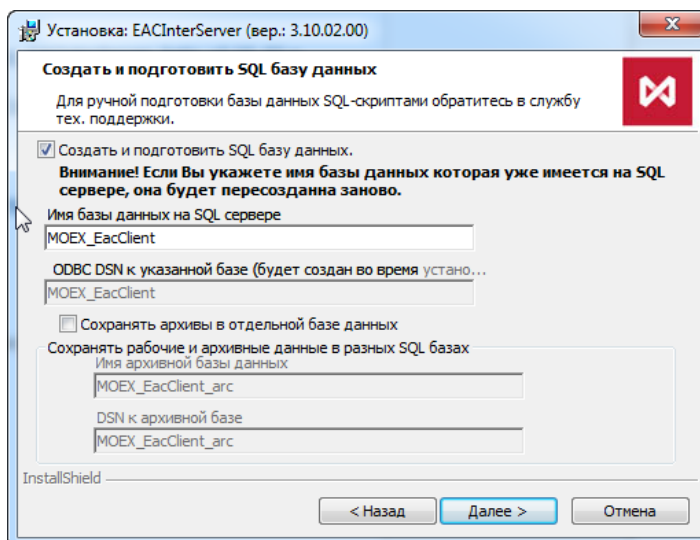 Установка: EACInterServer (вер.: 3.10.02.00)
Создать и подготовить SQL базу данных
Для ручной подготовки базы данных SQL-скриптами обратитесь в службу
тех. поддержки.
Создать и подготовить SQL базу данных.
Внимание! Если Вы укажете имя базы данных которая уже имеется на SQL
сервере, она будет пересозданна заново.
Имя базы данных на SQL сервере
MOEX_EacClient
ODBC DSN к указанной базе (будет создан во время устано...
MOEX_EacClient
Сохранять архивы в отдельной базе данных
Сохранять рабочие и архивные данные в разных SQL базах
Имя архивной базы данных
MOEX_EacClient_arc
DSN к архивной базе
MOEX_EacClient_arc
InstallShield
< Назад
Далее >
Отмена